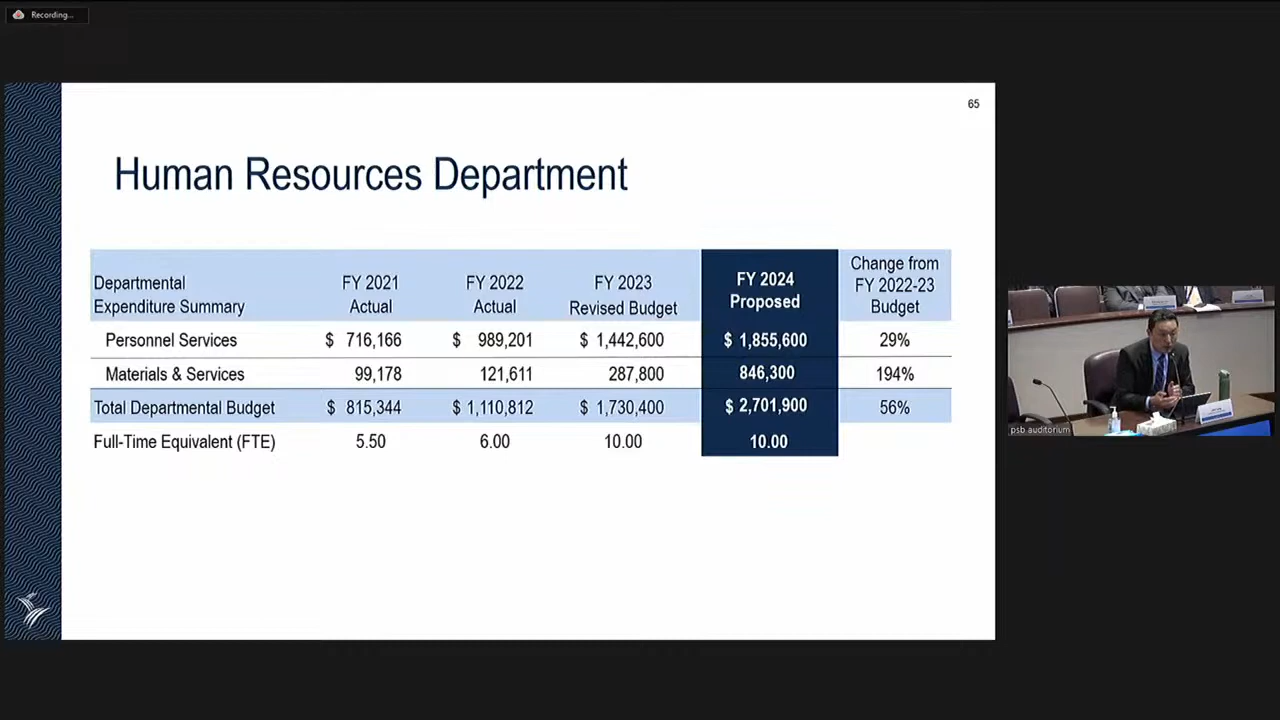 Recording...
65
Human Resources Department
Departmental Expenditure Summary FY 2021 Actual FY 2022 Actual FY 2023 Revised Budget FY 2024 Proposed Change from FY 2022-23 Budget
Personnel Services $ 716,166 $ 989,201 $ 1,442,600 $ 1,855,600 29%
Materials & Services 99,178 121,611 287,800 846,300 194%
Total Departmental Budget $ 815,344 $ 1,110,812 $ 1,730,400 $ 2,701,900 56%
Full-Time Equivalent (FTE) 5.50 6.00 10.00 10.00
psb auditorium